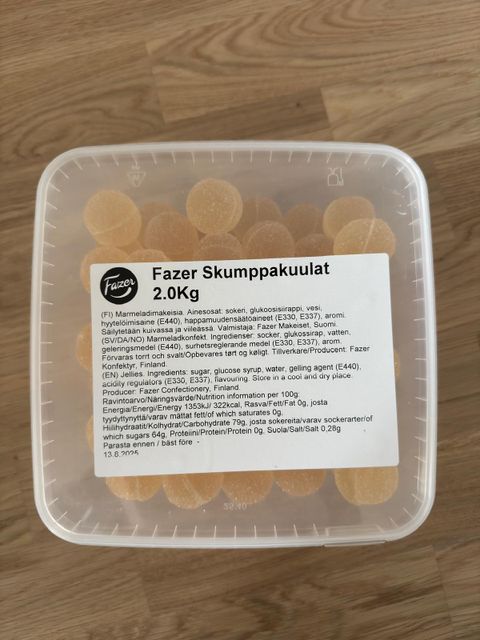 Fazer
Fazer Skumppakuulat
2.0Kg
(FI) Marmeladimakeisia. Ainesosat: sokeri, glukoosisiirappi, vesi,
hyytelöimisaine (E440), happamuudensäätöaineet (E330, E337), aromi.
Säilytetään kuivassa ja viileässä. Valmistaja: Fazer Makeiset, Suomi.
(SV/DA/NO) Marmeladkonfekt. Ingredienser: socker, glukossirap, vatten,
geleringsmedel (E440), surhetsreglerande medel (E330, E337), arom.
Förvaras torrt och svalt/Opbevares tørt og køligt. Tillverkare/Producent: Fazer
Konfektyr, Finland.
(EN) Jellies. Ingredients: sugar, glucose syrup, water, gelling agent (E440),
acidity regulators (E330, E337), flavouring. Store in a cool and dry place.
Producer: Fazer Confectionery, Finland.
Ravintoarvo/Näringsvärde/Nutrition information per 100g:
Energia/Energi/Energy 1353kJ/ 322kcal, Rasva/Fett/Fat 0g, josta
tyydyttynyttä/varav mättat fett/of which saturates 0g,
Hiilihydraatit/Kolhydrat/Carbohydrate 79g, josta sokereita/varav sockerarter/of
which sugars 64g, Proteiini/Protein/Protein 0g, Suola/Salt/Salt 0,28g
Parasta ennen / bäst före
13.8.2025